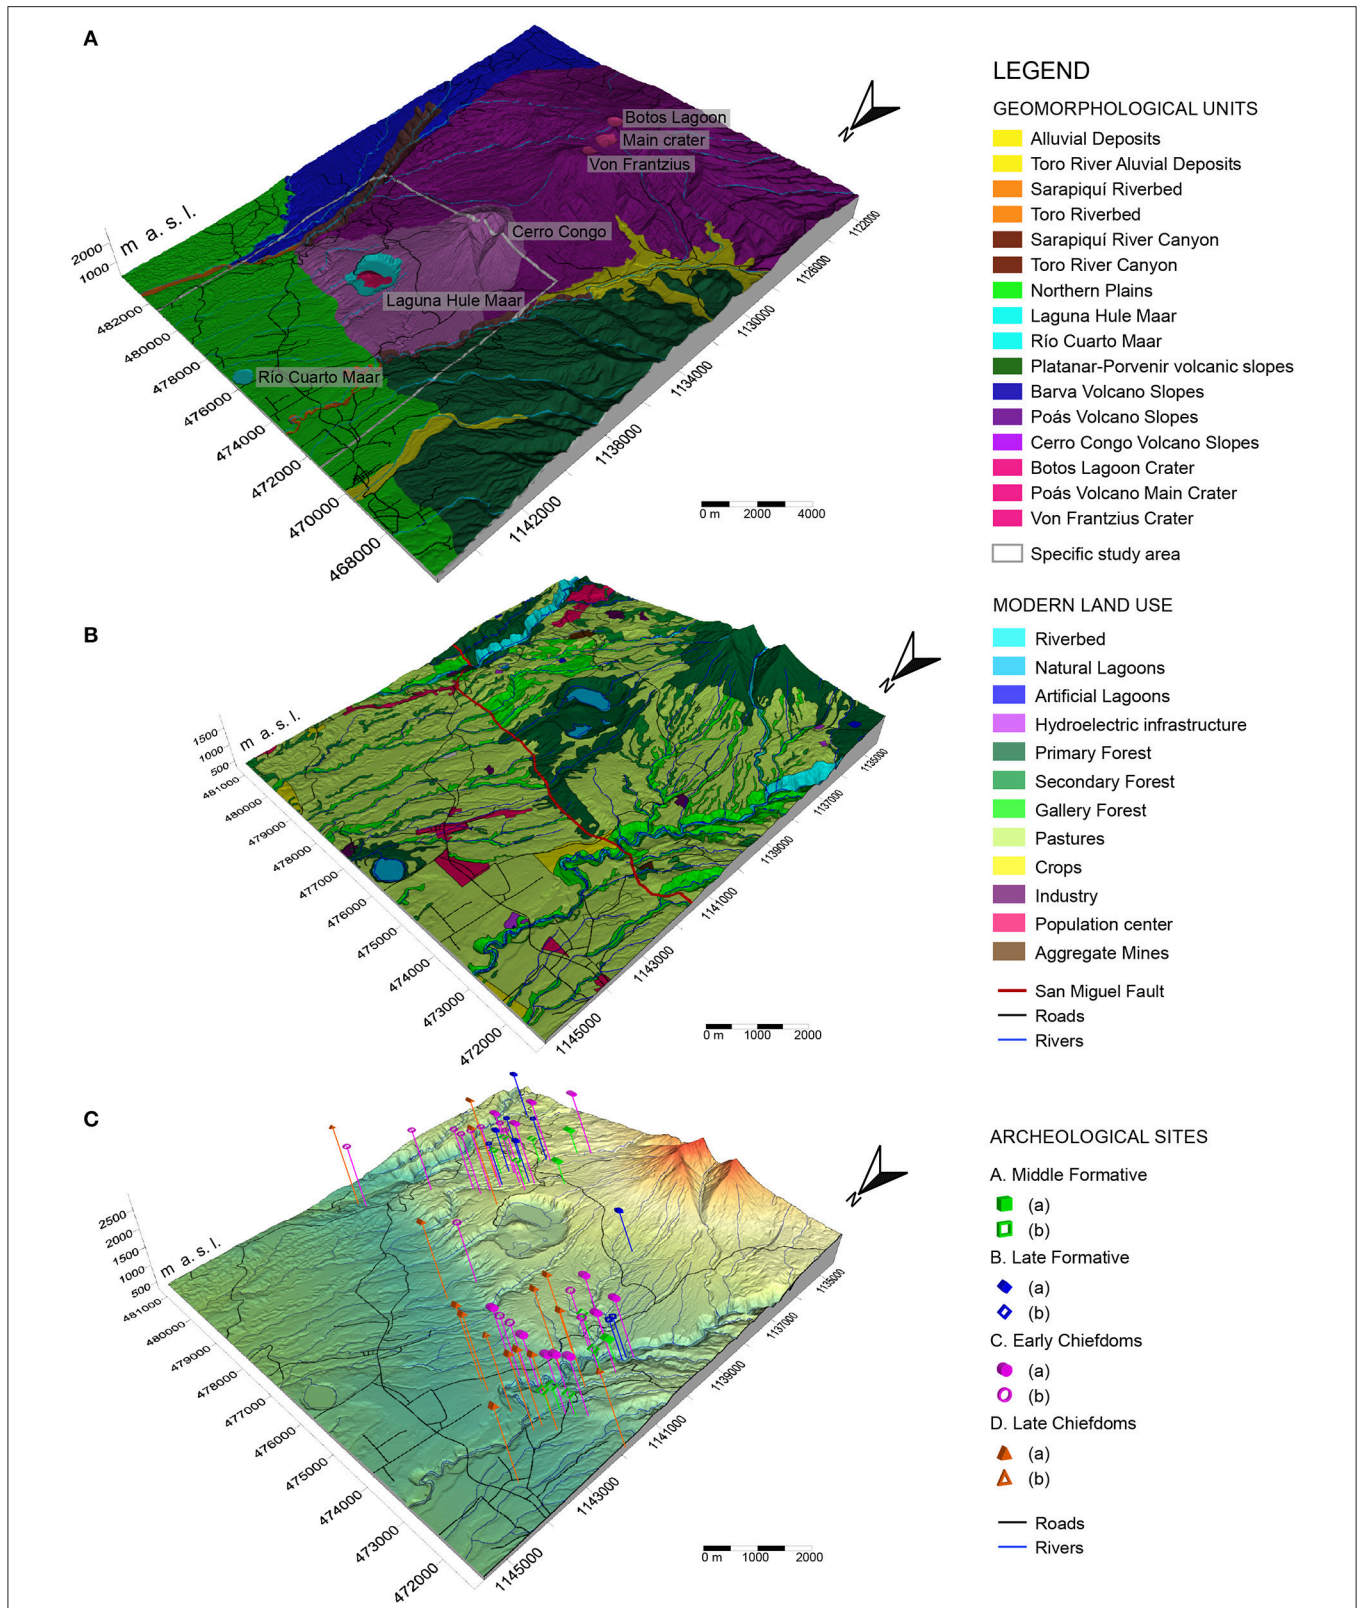 A
Botos Lagoon
Main crater
Von Frantzius
Cerro Congo
Laguna Hule Maar
Río Cuarto Maar
N
m a. s. l.
2000
1000
482000
480000
478000
476000
474000
472000
470000
468000
1122000
1126000
1130000
1134000
1138000
1142000
0 m 2000 4000
LEGEND
GEOMORPHOLOGICAL UNITS
Alluvial Deposits
Toro River Aluvial Deposits
Sarapiquí Riverbed
Toro Riverbed
Sarapiquí River Canyon
Toro River Canyon
Northern Plains
Laguna Hule Maar
Río Cuarto Maar
Platanar-Porvenir volcanic slopes
Barva Volcano Slopes
Poás Volcano Slopes
Cerro Congo Volcano Slopes
Botos Lagoon Crater
Poás Volcano Main Crater
Von Frantzius Crater
Specific study area
B
N
m a. s. l.
1500
1000
500
481000
480000
479000
478000
477000
476000
475000
474000
473000
472000
1135000
1137000
1139000
1141000
1143000
1145000
0 m 1000 2000
MODERN LAND USE
Riverbed
Natural Lagoons
Artificial Lagoons
Hydroelectric infrastructure
Primary Forest
Secondary Forest
Gallery Forest
Pastures
Crops
Industry
Population center
Aggregate Mines
San Miguel Fault
Roads
Rivers
C
N
m a. s. l.
2500
2000
1500
1000
500
481000
480000
479000
478000
477000
476000
475000
474000
473000
472000
1135000
1137000
1139000
1141000
1143000
1145000
0 m 1000 2000
ARCHEOLOGICAL SITES
A. Middle Formative
(a)
(b)
B. Late Formative
(a)
(b)
C. Early Chiefdoms
(a)
(b)
D. Late Chiefdoms
(a)
(b)
Roads
Rivers